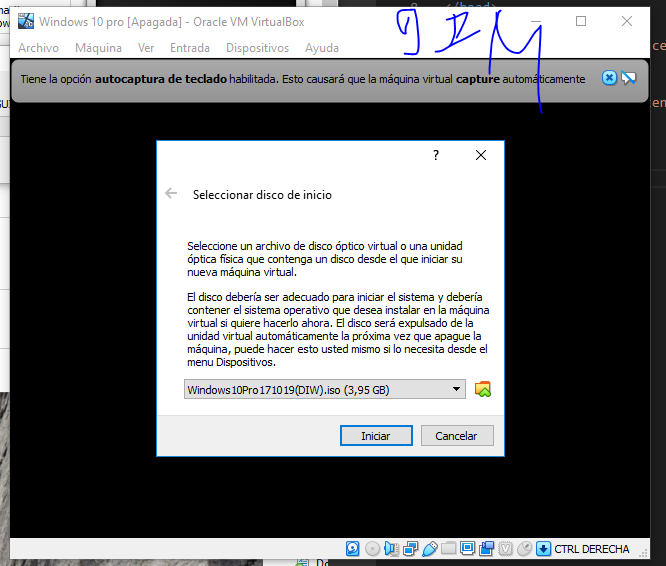 Windows 10 pro [Apagada] - Oracle VM VirtualBox
Archivo Máquina Ver Entrada Dispositivos Ayuda
Tiene la opción autocaptura de teclado habilitada. Esto causará que la máquina virtual capture automáticamente
?
Seleccionar disco de inicio
Seleccione un archivo de disco óptico virtual o una unidad
óptica física que contenga un disco desde el que iniciar su
nueva máquina virtual.
El disco debería ser adecuado para iniciar el sistema y debería
contener el sistema operativo que desea instalar en la máquina
virtual si quiere hacerlo ahora. El disco será expulsado de la
unidad virtual automáticamente la próxima vez que apague la
máquina, puede hacer esto usted mismo si lo necesita desde el
menu Dispositivos.
Windows10Pro171019(DIW).iso (3,95 GB)
Iniciar Cancelar
CTRL DERECHA